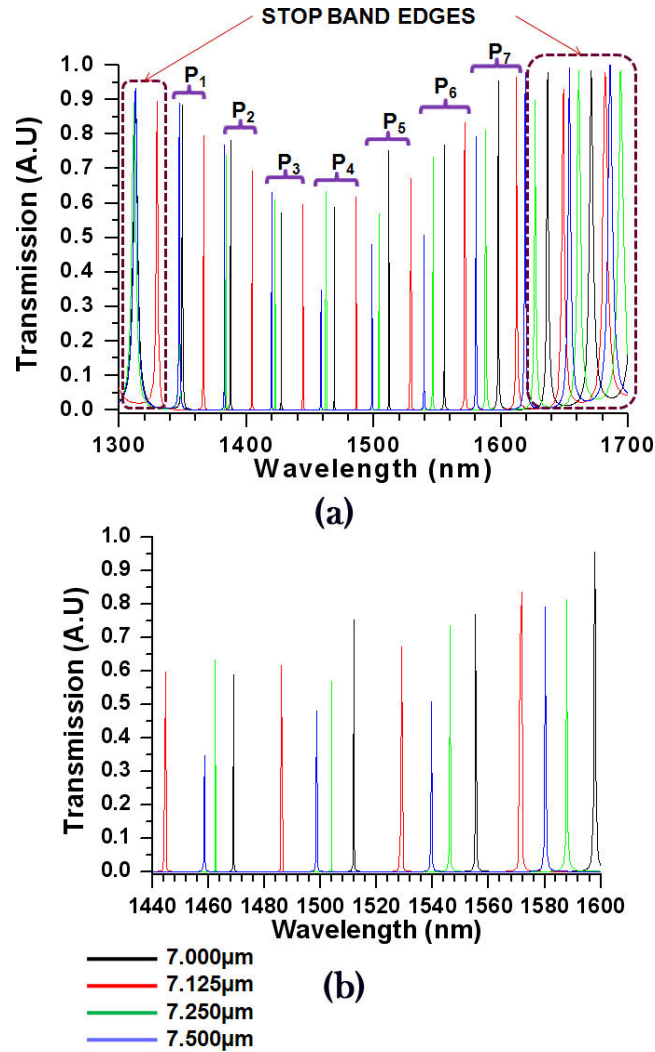 STOP BAND EDGES
P1
P2
P3
P4
P5
P6
P7
Transmission (A.U)
1.0
0.9
0.8
0.7
0.6
0.5
0.4
0.3
0.2
0.1
0.0
1300 1400 1500 1600 1700
Wavelength (nm)
(a)
Transmission (A.U)
1.0
0.9
0.8
0.7
0.6
0.5
0.4
0.3
0.2
0.1
0.0
1440 1460 1480 1500 1520 1540 1560 1580 1600
Wavelength (nm)
7.000µm
7.125µm
7.250µm
7.500µm
(b)